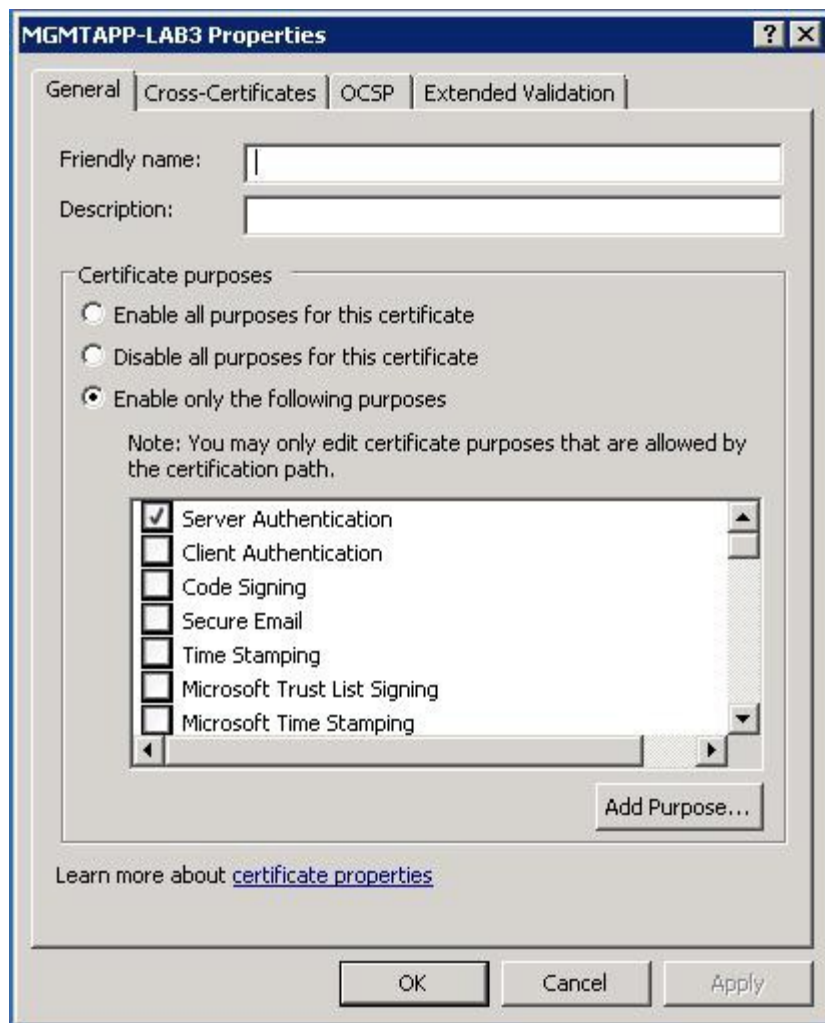 MGMTAPP-LAB3 Properties
General Cross-Certificates OCSP Extended Validation
Friendly name:
Description:
Certificate purposes
Enable all purposes for this certificate
Disable all purposes for this certificate
Enable only the following purposes
Note: You may only edit certificate purposes that are allowed by
the certification path.
Server Authentication
Client Authentication
Code Signing
Secure Email
Time Stamping
Microsoft Trust List Signing
Microsoft Time Stamping
Add Purpose...
Learn more about certificate properties
OK Cancel Apply